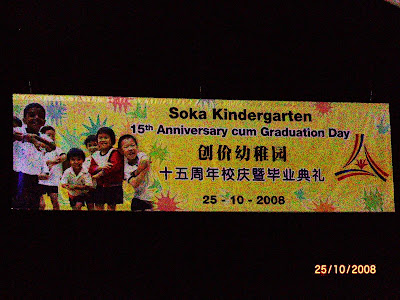 Soka Kindergarten
15th Anniversary cum Graduation Day
创价幼稚园
十五周年校庆暨毕业典礼
25 - 10 - 2008
25/10/2008